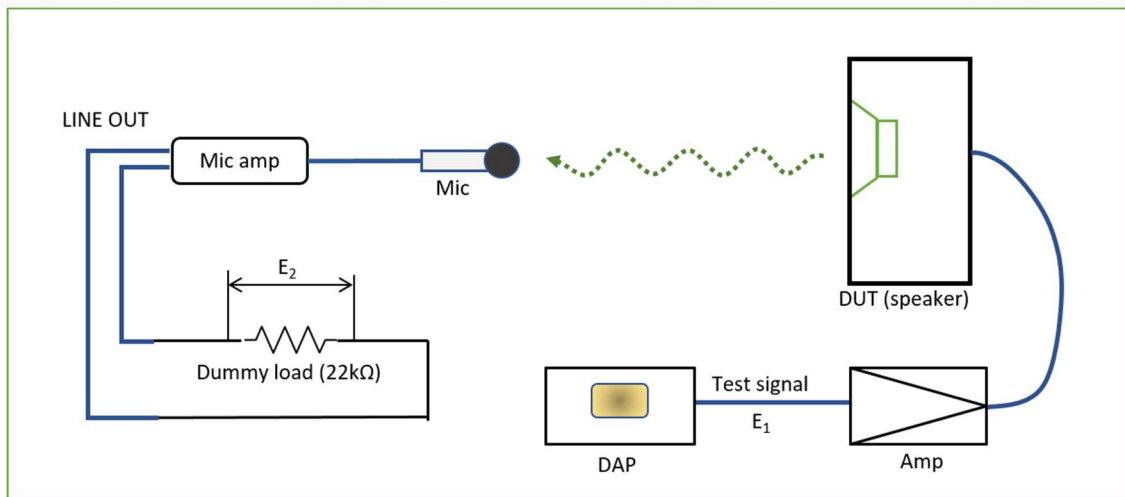 LINE OUT
Mic amp
Mic
E₂
Dummy load (22kΩ)
DUT (speaker)
Test signal
E₁
DAP
Amp